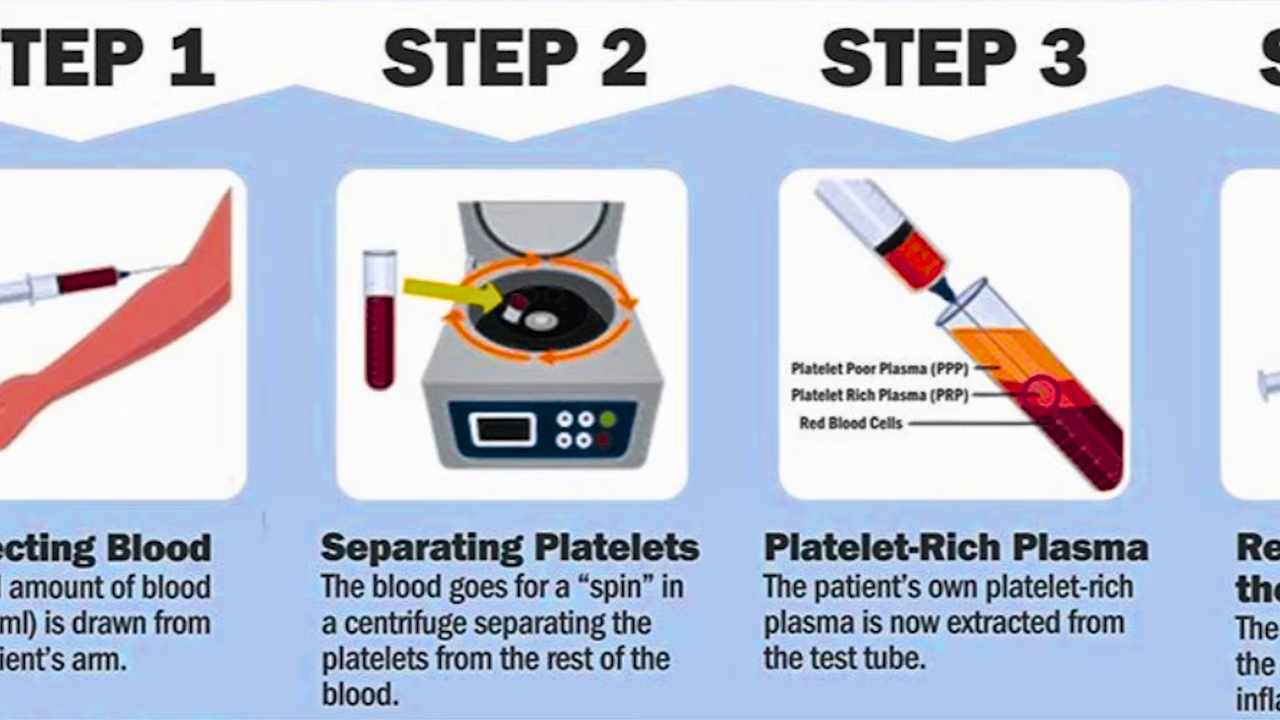 TEP 1
ecting Blood
amount of blood
ml) is drawn from
ient's arm.
STEP 2
Separating Platelets
The blood goes for a “spin” in
a centrifuge separating the
platelets from the rest of the
blood.
STEP 3
Platelet Poor Plasma (PPP)
Platelet Rich Plasma (PRP)
Red Blood Cells
Platelet-Rich Plasma
The patient's own platelet-rich
plasma is now extracted from
the test tube.
S
Re
the
The
the
infla